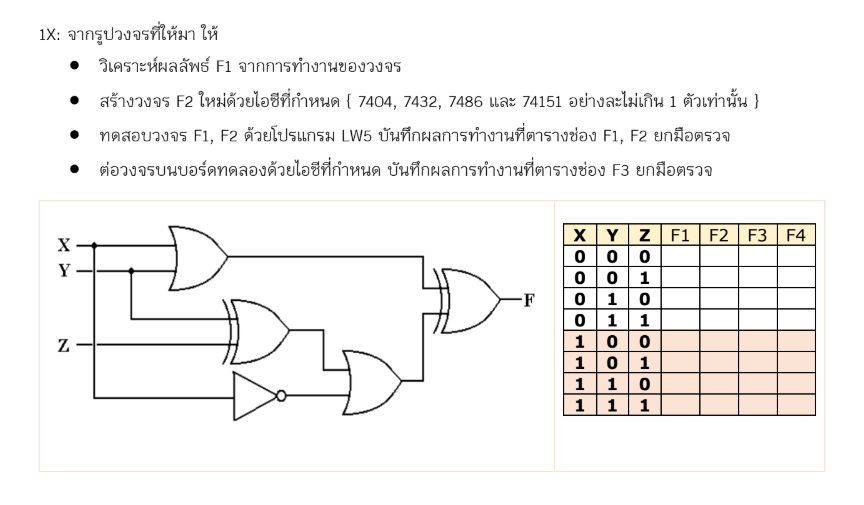 1X: จากรูปวงจรที่ให้มา ให้
● วิเคราะห์ผลลัพธ์ F1 จากการทำงานของวงจร
● สร้างวงจร F2 ใหม่ด้วยไอซีที่กำหนด { 7404, 7432, 7486 และ 74151 อย่างละไม่เกิน 1 ตัวเท่านั้น }
● ทดสอบวงจร F1, F2 ด้วยโปรแกรม LW5 บันทึกผลการทำงานที่ตารางช่อง F1, F2 ยกมือตรวจ
● ต่อวงจรบนบอร์ดทดลองด้วยไอซีที่กำหนด บันทึกผลการทำงานที่ตารางช่อง F3 ยกมือตรวจ
X
Y
Z
F
X Y Z F1 F2 F3 F4
0 0 0
0 0 1
0 1 0
0 1 1
1 0 0
1 0 1
1 1 0
1 1 1